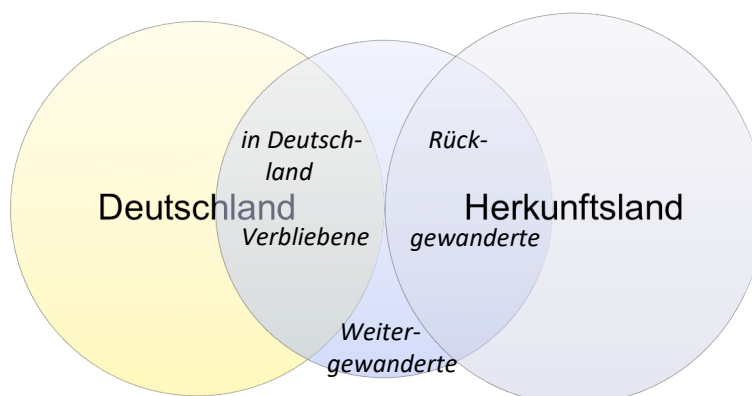 in Deutsch-
land
Rück-
Deutschland
Herkunftsland
Verbliebene
gewanderte
Weiter-
gewanderte